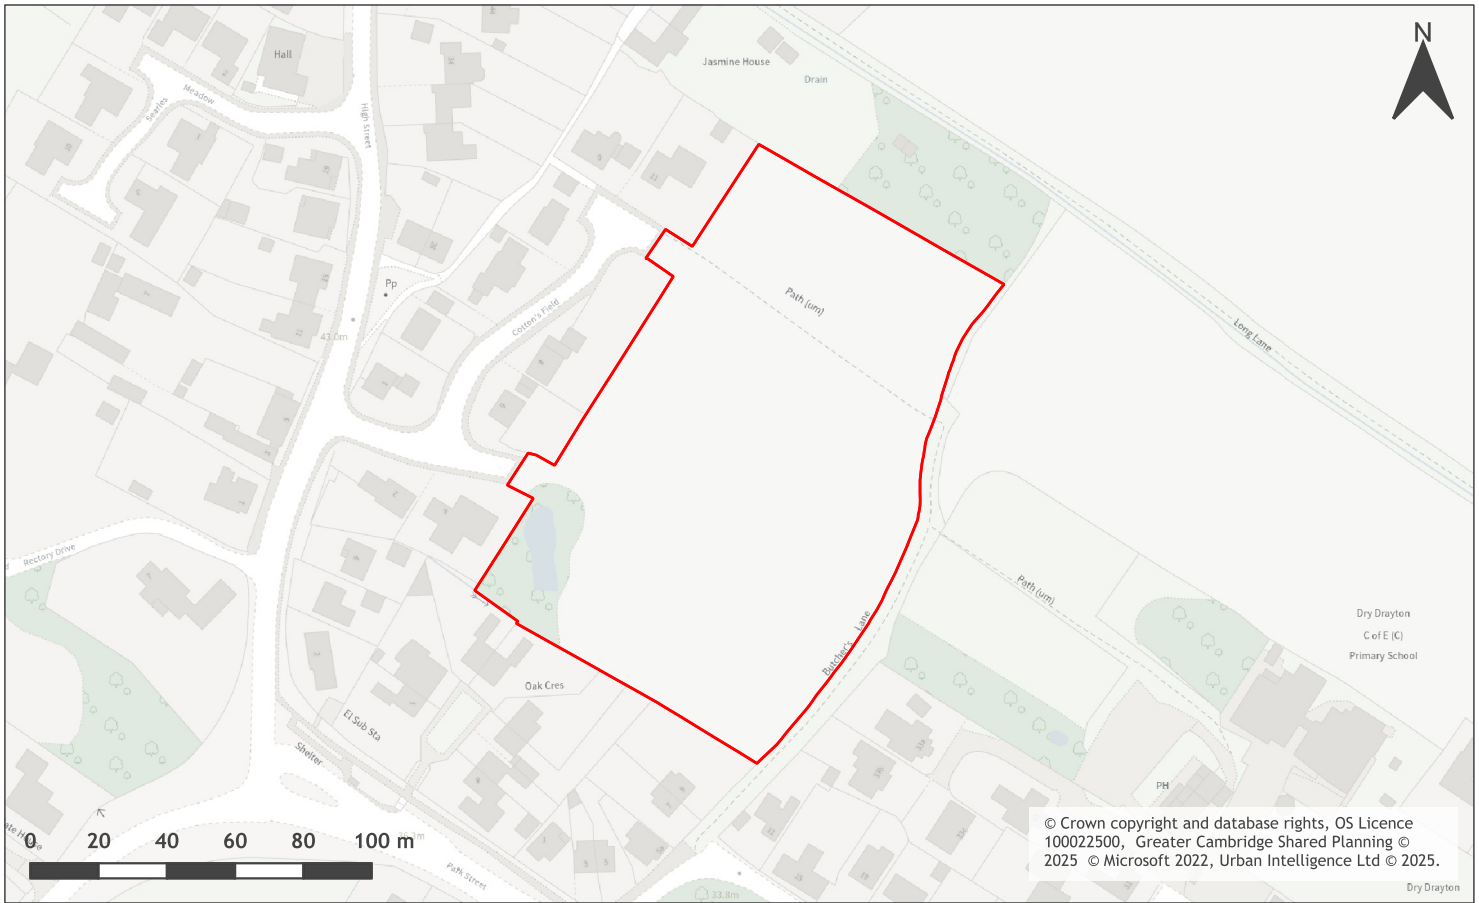 N
Hall
Jasmine House
Drain
Meadow
Searles
High Street
Pp
43.0m
Cotton's Field
Path (um)
Long Lane
Rectory Drive
Path (um)
Butcher's Lane
Dry Drayton
C of E (C)
Primary School
Oak Cres
El Sub Sta
Shelter
PH
Park Street
33.8m
0 20 40 60 80 100 m
© Crown copyright and database rights, OS Licence
100022500, Greater Cambridge Shared Planning ©
2025 © Microsoft 2022, Urban Intelligence Ltd © 2025.
Dry Drayton